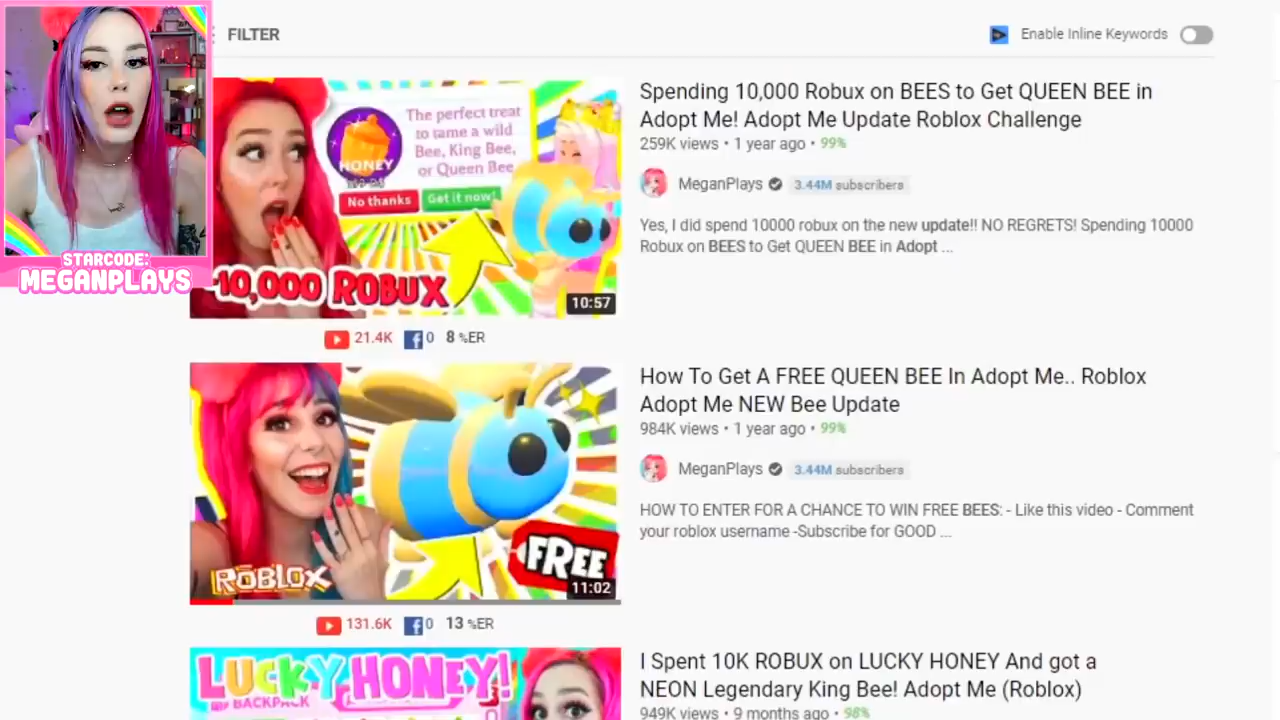 FILTER
Enable Inline Keywords
STARCODE:
MEGANPLAYS
The perfect treat
to tame a wild
Bee, King Bee,
or Queen Bee
HONEY
No thanks
Get it now!
10,000 ROBUX
10:57
Spending 10,000 Robux on BEES to Get QUEEN BEE in
Adopt Me! Adopt Me Update Roblox Challenge
259K views • 1 year ago • 99%
MeganPlays
3.44M subscribers
Yes, I did spend 10000 robux on the new update!! NO REGRETS! Spending 10000
Robux on BEES to Get QUEEN BEE in Adopt ...
21.4K
0
8 %ER
ROBLOX
FREE
11:02
How To Get A FREE QUEEN BEE In Adopt Me.. Roblox
Adopt Me NEW Bee Update
984K views • 1 year ago • 99%
MeganPlays
3.44M subscribers
HOW TO ENTER FOR A CHANCE TO WIN FREE BEES: - Like this video - Comment
your roblox username -Subscribe for GOOD ...
131.6K
0
13 %ER
LUCKY HONEY!
BACKPACK
I Spent 10K ROBUX on LUCKY HONEY And got a
NEON Legendary King Bee! Adopt Me (Roblox)
949K views • 9 months ago • 98%